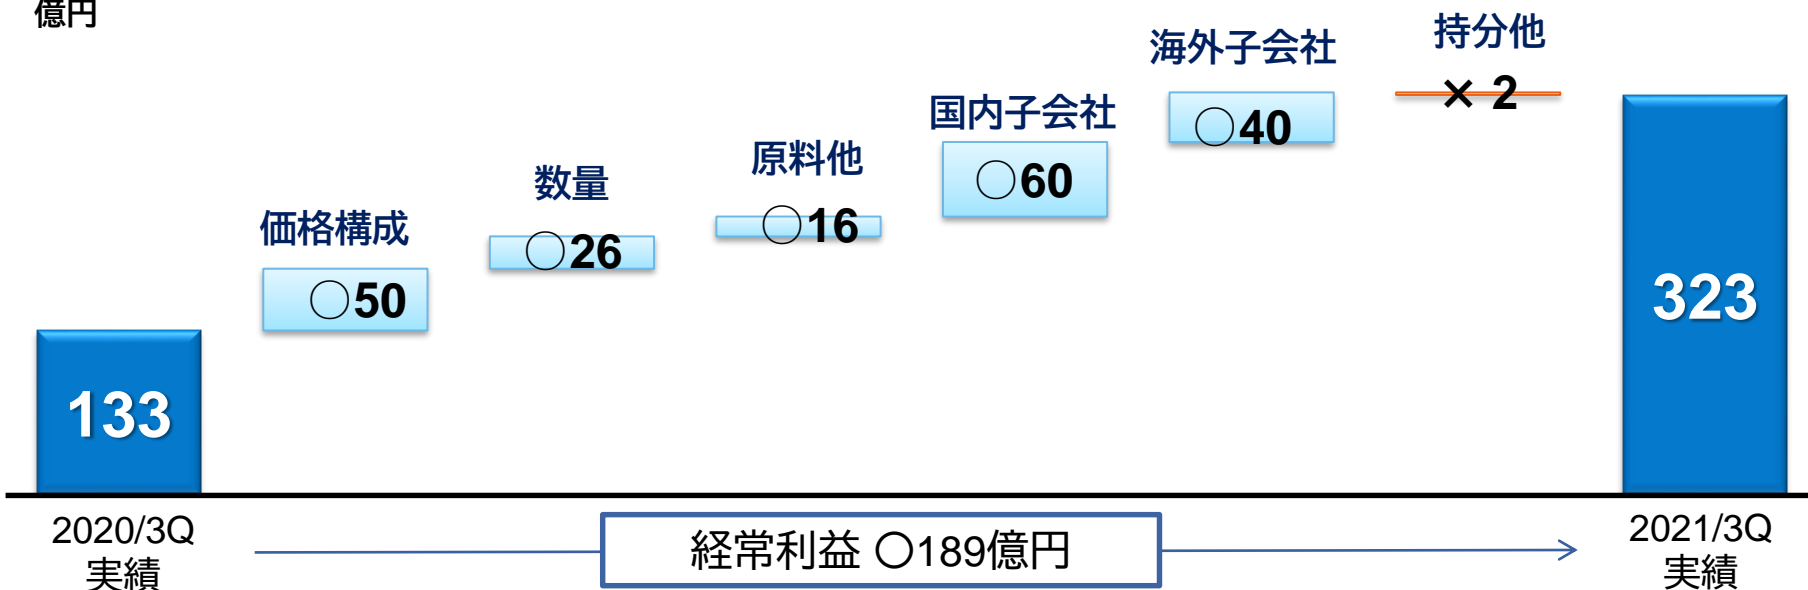 億円
133
価格構成
○50
数量
○26
原料他
○16
国内子会社
○60
海外子会社
○40
持分他
× 2
323
2020/3Q
実績
経常利益 ○189億円
2021/3Q
実績